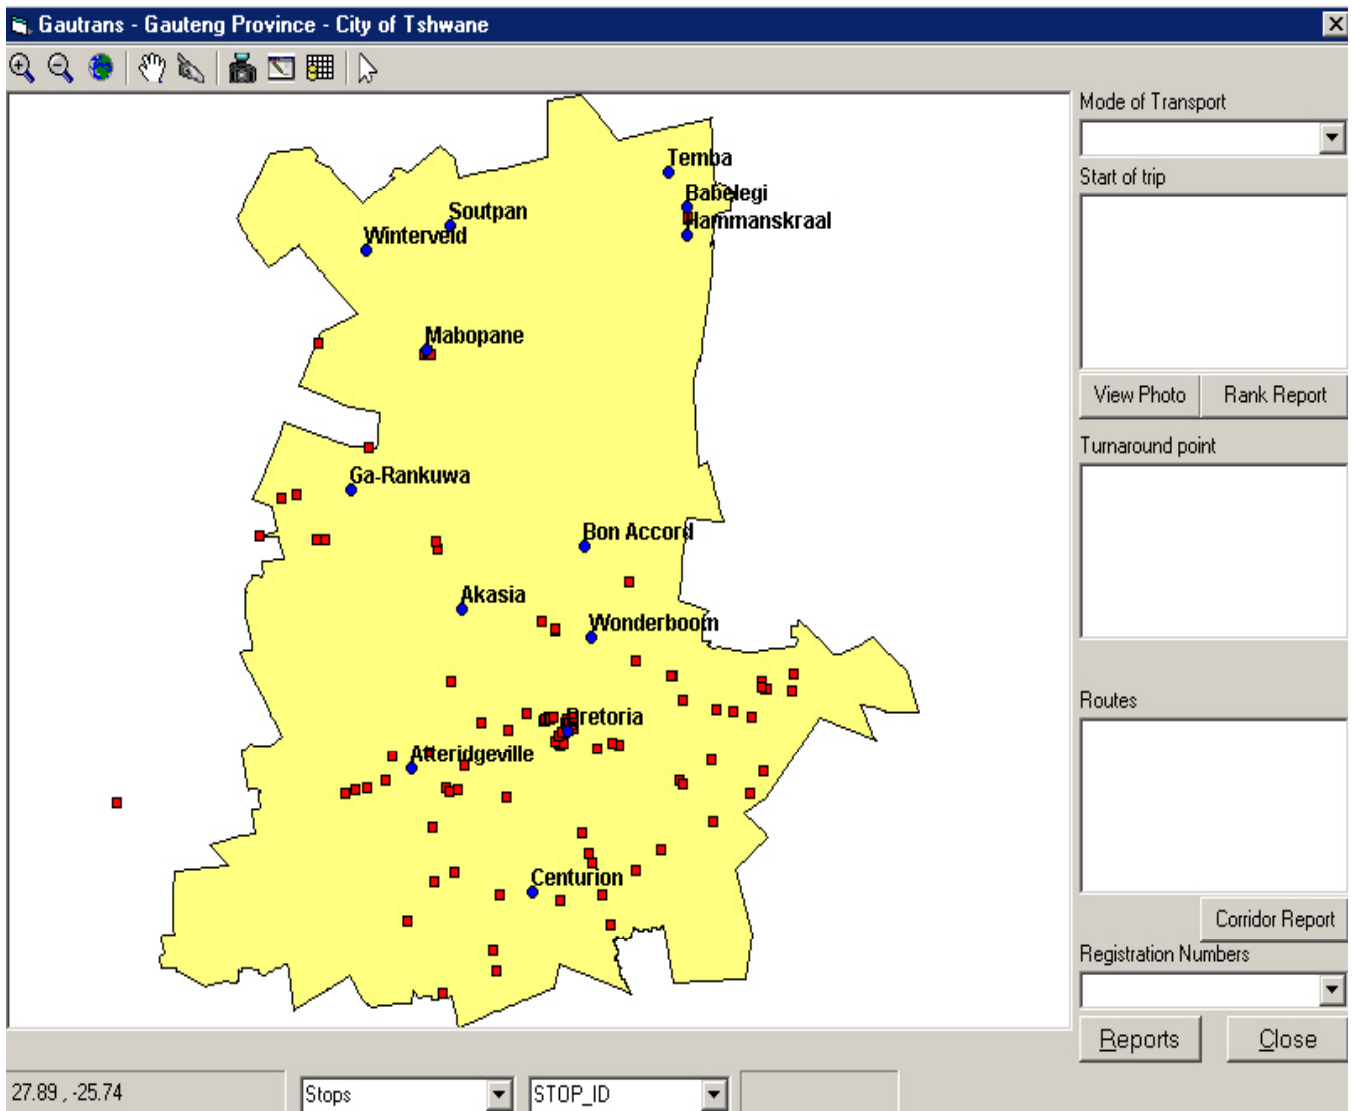 Gautrans - Gauteng Province - City of Tshwane
Mode of Transport
Start of trip
View Photo
Rank Report
Turnaround point
Routes
Corridor Report
Registration Numbers
Reports
Close
Temba
Babelegi
Hammanskraal
Soutpan
Winterveld
Mabopane
Ga-Rankuwa
Bon Accord
Akasia
Wonderboom
Pretoria
Atteridgeville
Centurion
27.89 , -25.74
Stops
STOP_ID